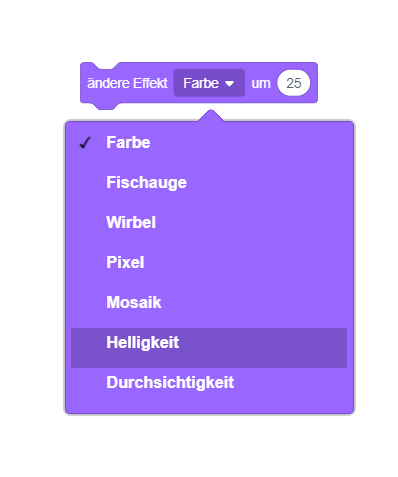 ändere Effekt Farbe um 25
Farbe
Fischauge
Wirbel
Pixel
Mosaik
Helligkeit
Durchsichtigkeit